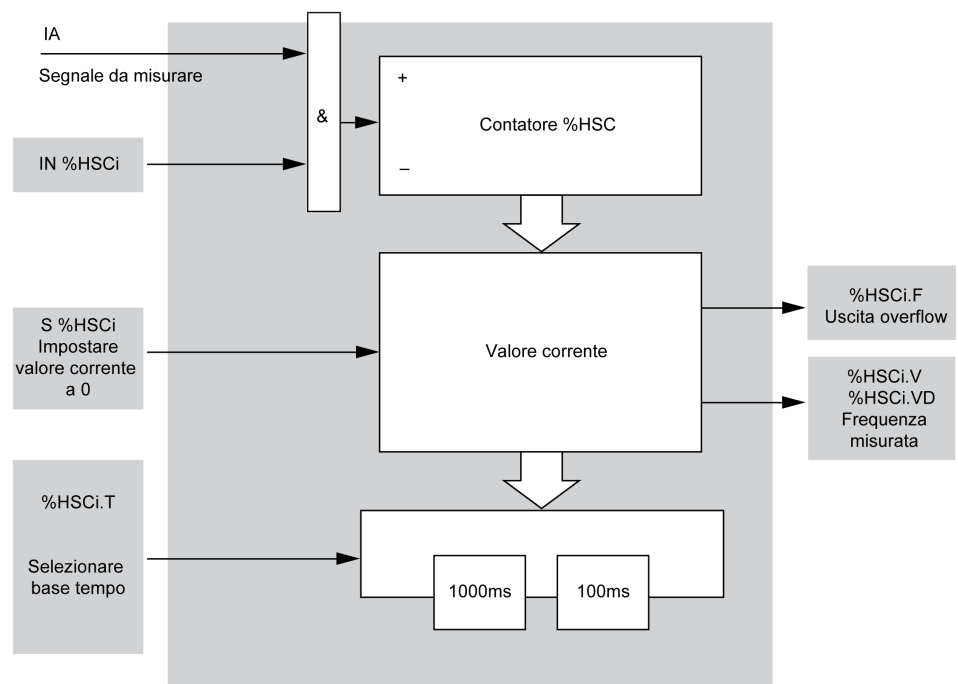 IA
Segnale da misurare
&
+
Contatore %HSC
–
IN %HSCi
S %HSCi
Impostare
valore corrente
a 0
Valore corrente
%HSCi.F
Uscita overflow
%HSCi.V
%HSCi.VD
Frequenza
misurata
%HSCi.T
Selezionare
base tempo
1000ms
100ms